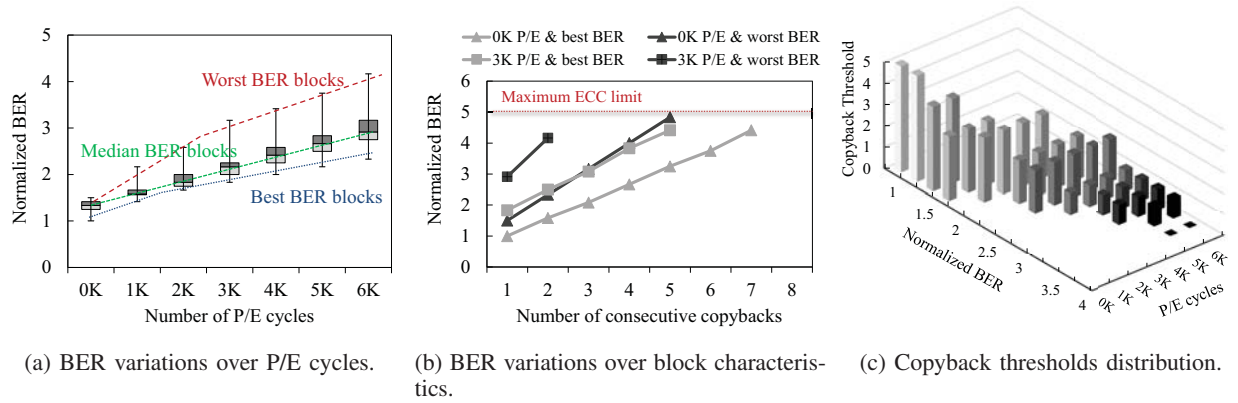 5
4
3
2
1
0
Normalized BER
Worst BER blocks
Median BER blocks
Best BER blocks
0K 1K 2K 3K 4K 5K 6K
Number of P/E cycles
(a) BER variations over P/E cycles.
0K P/E & best BER
0K P/E & worst BER
3K P/E & best BER
3K P/E & worst BER
6
5
4
3
2
1
0
Normalized BER
Maximum ECC limit
1 2 3 4 5 6 7 8
Number of consecutive copybacks
(b) BER variations over block characteris-
tics.
5
4
3
2
1
0
Copyback Threshold
1
1.5
2
2.5
3
3.5
4
Normalized BER
0K
1K
2K
3K
4K
5K
6K
P/E cycles
(c) Copyback thresholds distribution.